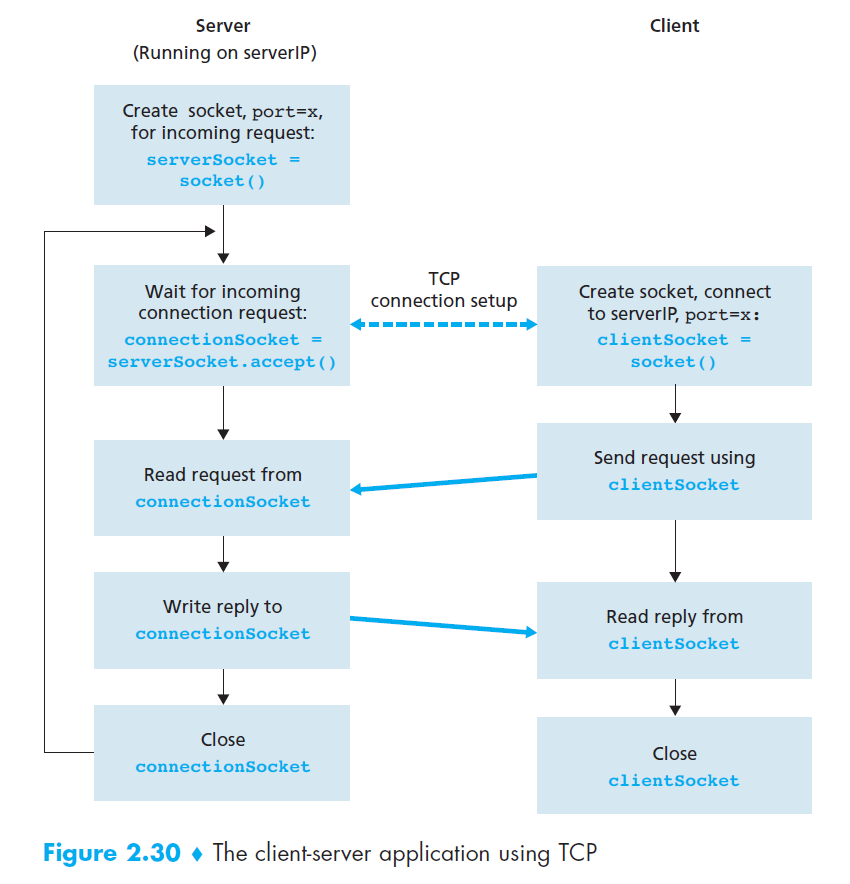 Server
(Running on serverIP)
Client
Create socket, port=x,
for incoming request:
serverSocket =
socket()
Wait for incoming
connection request:
connectionSocket =
serverSocket.accept()
TCP
connection setup
Create socket, connect
to serverIP, port=x:
clientSocket =
socket()
Read request from
connectionSocket
Send request using
clientSocket
Write reply to
connectionSocket
Read reply from
clientSocket
Close
connectionSocket
Close
clientSocket
Figure 2.30 ♦ The client-server application using TCP